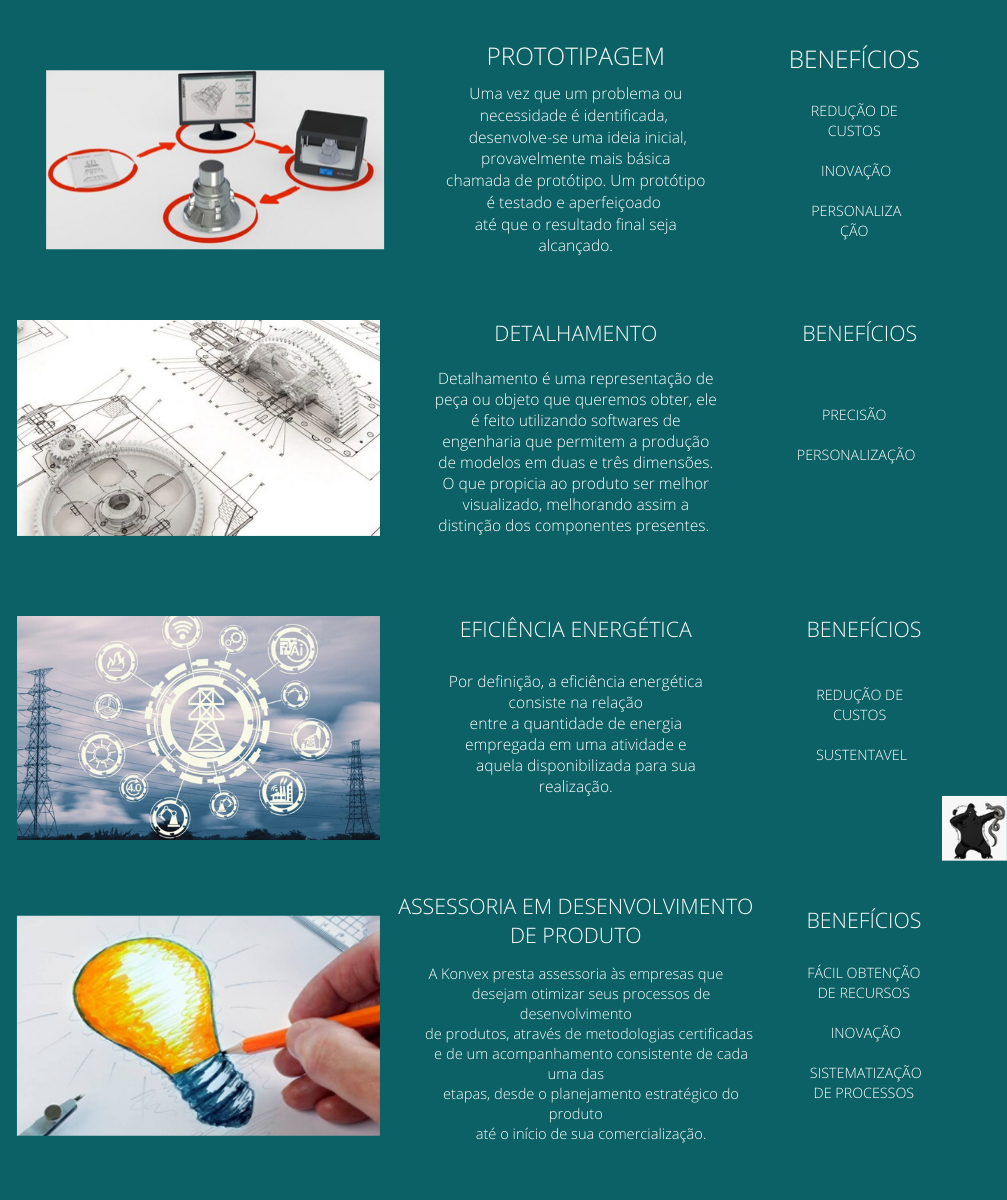 PROTOTIPAGEM
Uma vez que um problema ou
necessidade é identificada,
desenvolve-se uma ideia inicial,
provavelmente mais básica
chamada de protótipo. Um protótipo
é testado e aperfeiçoado
até que o resultado final seja
alcançado.
BENEFÍCIOS
REDUÇÃO DE
CUSTOS
INOVAÇÃO
PERSONALIZA
ÇÃO
DETALHAMENTO
Detalhamento é uma representação de
peça ou objeto que queremos obter, ele
é feito utilizando softwares de
engenharia que permitem a produção
de modelos em duas e três dimensões.
O que propicia ao produto ser melhor
visualizado, melhorando assim a
distinção dos componentes presentes.
BENEFÍCIOS
PRECISÃO
PERSONALIZAÇÃO
Ai
4.0
EFICIÊNCIA ENERGÉTICA
Por definição, a eficiência energética
consiste na relação
entre a quantidade de energia
empregada em uma atividade e
aquela disponibilizada para sua
realização.
BENEFÍCIOS
REDUÇÃO DE
CUSTOS
SUSTENTAVEL
ASSESSORIA EM DESENVOLVIMENTO
DE PRODUTO
A Konvex presta assessoria às empresas que
desejam otimizar seus processos de
desenvolvimento
de produtos, através de metodologias certificadas
e de um acompanhamento consistente de cada
uma das
etapas, desde o planejamento estratégico do
produto
até o início de sua comercialização.
BENEFÍCIOS
FÁCIL OBTENÇÃO
DE RECURSOS
INOVAÇÃO
SISTEMATIZAÇÃO
DE PROCESSOS